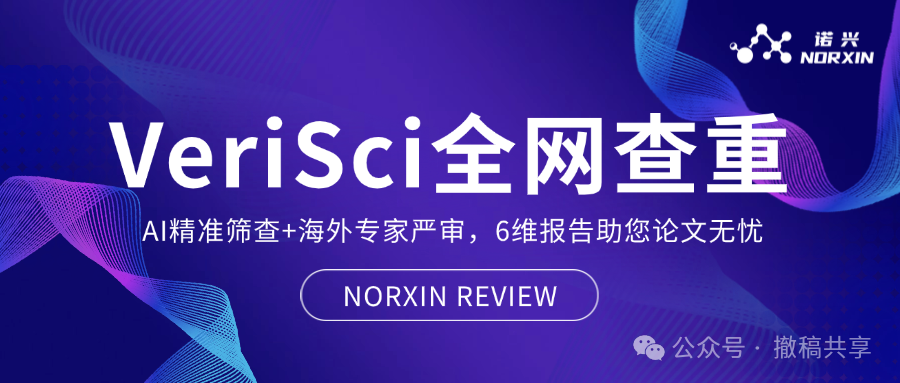 诺兴
NORXIN
VeriSci全网查重
AI精准筛查+海外专家严审，6维报告助您论文无忧
NORXIN REVIEW
公众号·撤稿共享